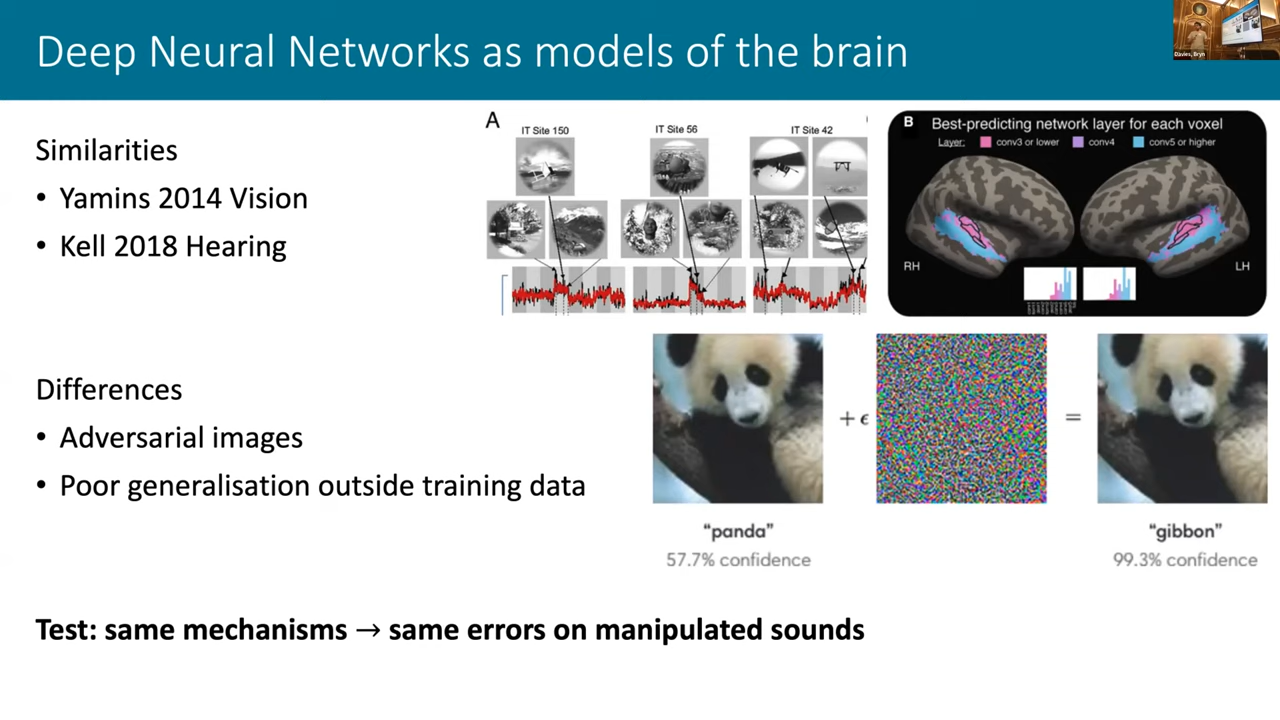 Deep Neural Networks as models of the brain
Davies, Bryn
Similarities
• Yamins 2014 Vision
• Kell 2018 Hearing
A
IT Site 150
IT Site 56
IT Site 42
B
Best-predicting network layer for each voxel
Layer: conv3 or lower conv4 conv5 or higher
RH
LH
Differences
• Adversarial images
• Poor generalisation outside training data
+ ϵ
=
“panda”
57.7% confidence
“gibbon”
99.3% confidence
Test: same mechanisms → same errors on manipulated sounds